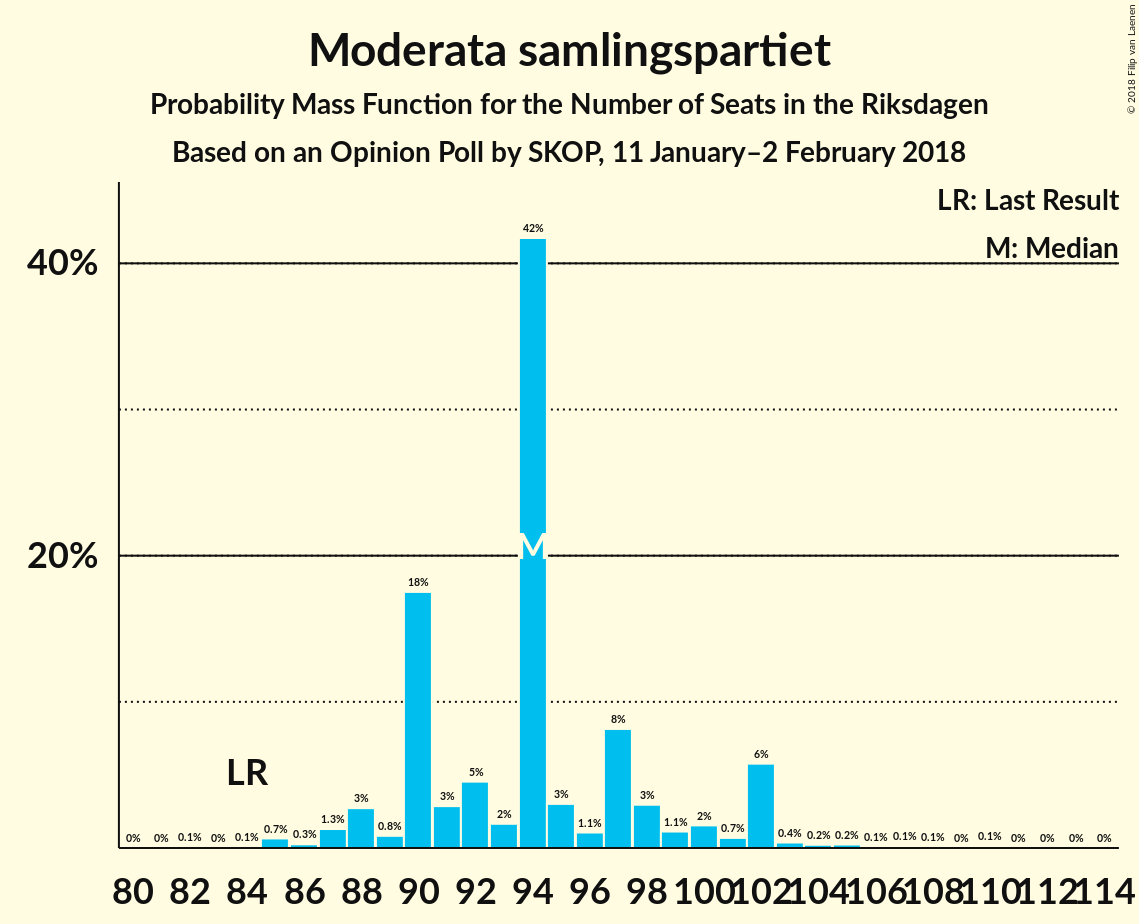 Moderata samlingspartiet
Probability Mass Function for the Number of Seats in the Riksdagen
Based on an Opinion Poll by SKOP, 11 January–2 February 2018
© 2018 Filip van Laenen
LR: Last Result
M: Median
40%
20%
LR
M
0% 0% 0.1% 0% 0.1% 0.7% 0.3% 1.3% 3% 0.8% 18% 3% 5% 2% 42% 3% 1.1% 8% 3% 1.1% 2% 0.7% 6% 0.4% 0.2% 0.2% 0.1% 0.1% 0.1% 0% 0.1% 0% 0% 0% 0%
80 82 84 86 88 90 92 94 96 98 100 102 104 106 108 110 112 114